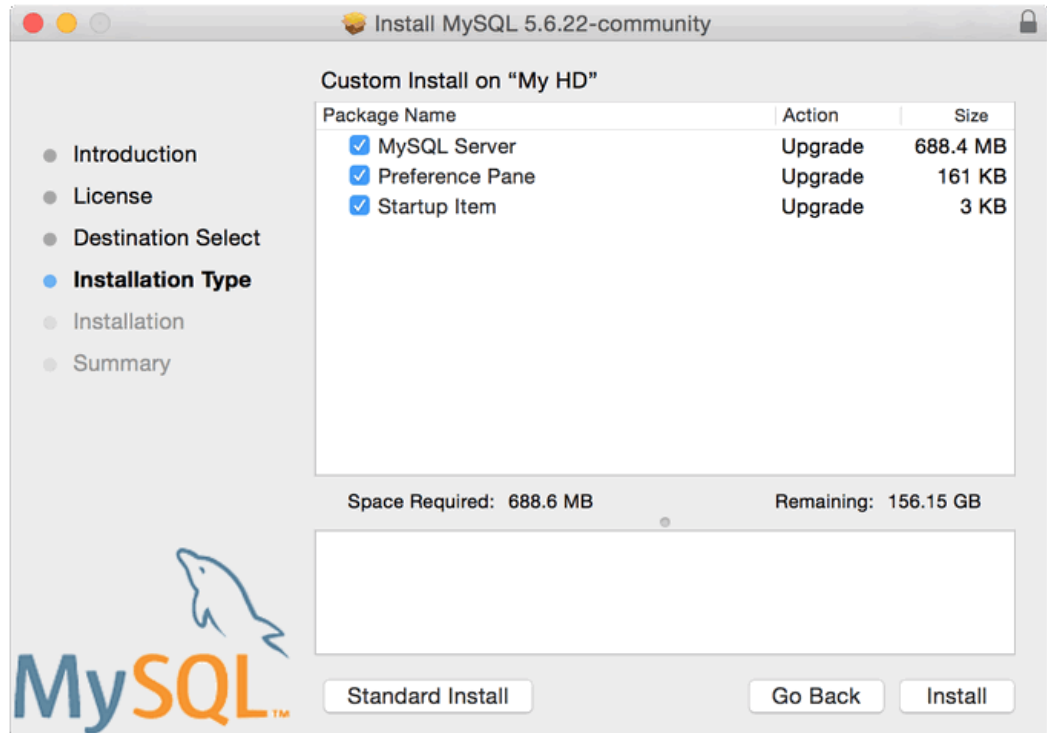 Install MySQL 5.6.22-community
Custom Install on “My HD”
Package Name Action Size
MySQL Server Upgrade 688.4 MB
Preference Pane Upgrade 161 KB
Startup Item Upgrade 3 KB
Introduction
License
Destination Select
Installation Type
Installation
Summary
Space Required: 688.6 MB Remaining: 156.15 GB
MySQL™
Standard Install Go Back Install